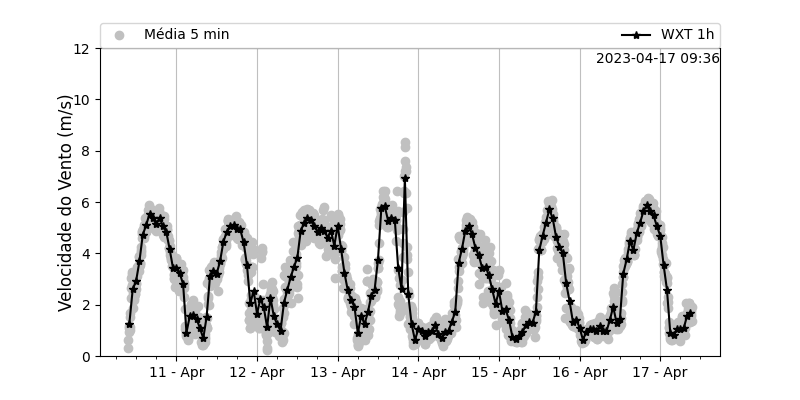 Média 5 min
WXT 1h
2023-04-17 09:36
Velocidade do Vento (m/s)
12
10
8
6
4
2
0
11 - Apr
12 - Apr
13 - Apr
14 - Apr
15 - Apr
16 - Apr
17 - Apr